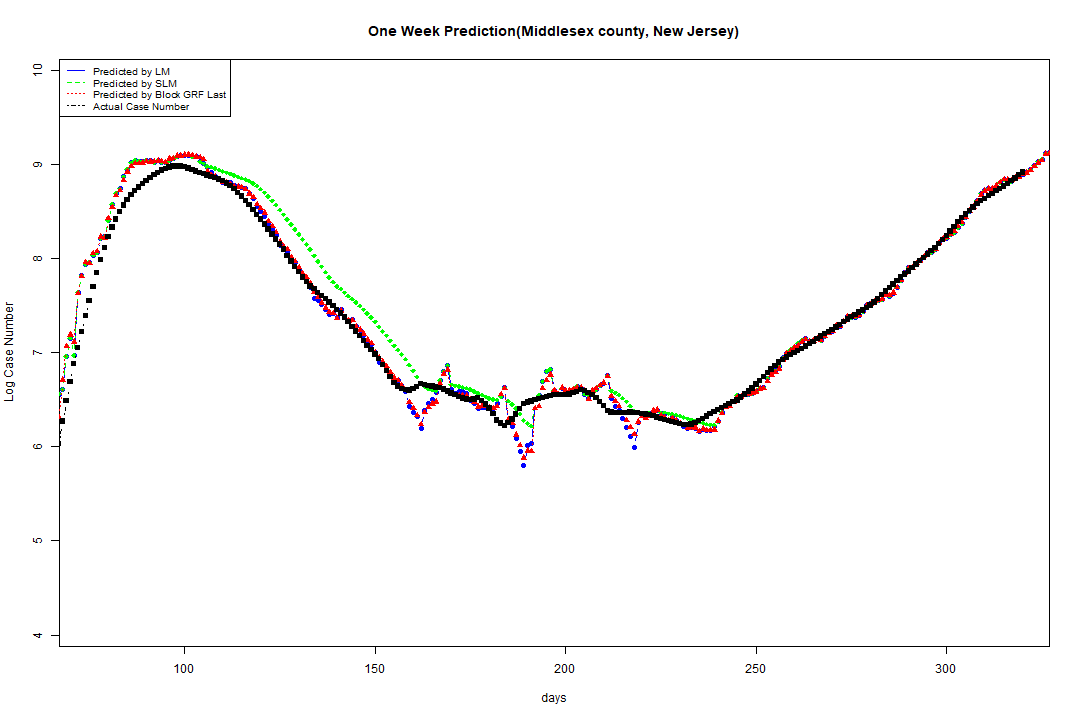 One Week Prediction(Middlesex county, New Jersey)
Predicted by LM
Predicted by SLM
Predicted by Block GRF Last
Actual Case Number
10
9
8
7
6
5
4
Log Case Number
100
150
200
250
300
days